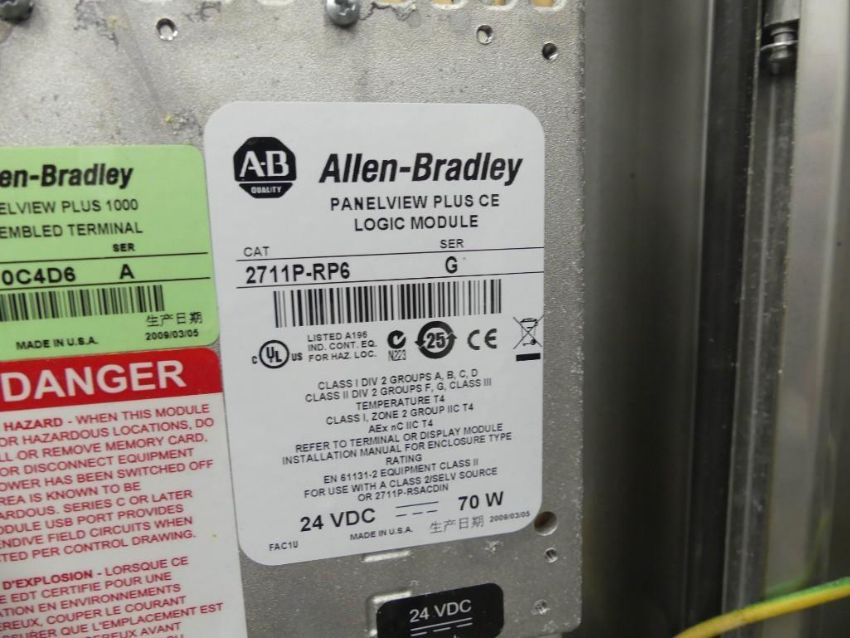 en-Bradley
ELVIEW PLUS 1000
EMBLED TERMINAL
SER
0C4D6 A
生产日期
MADE IN U.S.A. 2009/03/05
DANGER
HAZARD - WHEN THIS MODULE
OR HAZARDOUS LOCATIONS, DO
LL OR REMOVE MEMORY CARD,
OR DISCONNECT EQUIPMENT
OWER HAS BEEN SWITCHED OFF
REA IS KNOWN TO BE
ARDOUS. SERIES C OR LATER
ODULE USB PORT PROVIDES
ENDIVE FIELD CIRCUITS WHEN
TED PER CONTROL DRAWING.
D'EXPLOSION - LORSQUE CE
E EDT CERTIFIE POUR UNE
ATION EN ENVIRONNEMENTS
EREUX, COUPER LE COURANT
SQUERAR QUE L'EMPLACEMENT EST
EREUX AVANT
A-B
QUALITY
Allen-Bradley
PANELVIEW PLUS CE
LOGIC MODULE
CAT SER
2711P-RP6 G
c UL US
LISTED A196
IND. CONT. EQ.
FOR HAZ. LOC.
N223
25
CE
CLASS I DIV 2 GROUPS A, B, C, D
CLASS II DIV 2 GROUPS F, G, CLASS III
TEMPERATURE T4
CLASS I, ZONE 2 GROUP IIC T4
AEx nC IIC T4
REFER TO TERMINAL OR DISPLAY MODULE
INSTALLATION MANUAL FOR ENCLOSURE TYPE
RATING
EN 61131-2 EQUIPMENT CLASS II
FOR USE WITH A CLASS 2/SELV SOURCE
OR 2711P-RSACDIN
24 VDC 70 W
MADE IN U.S.A. 生产日期 2009/03/05
FAC1U
24 VDC